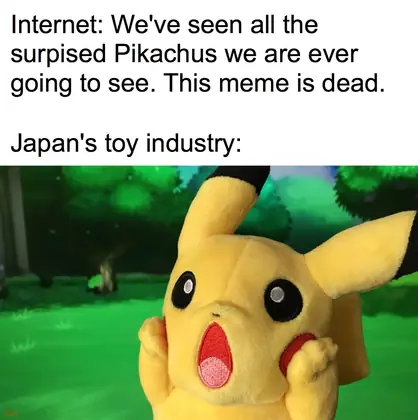 Internet: We've seen all the
surpised Pikachus we are ever
going to see. This meme is dead.
Japan's toy industry: